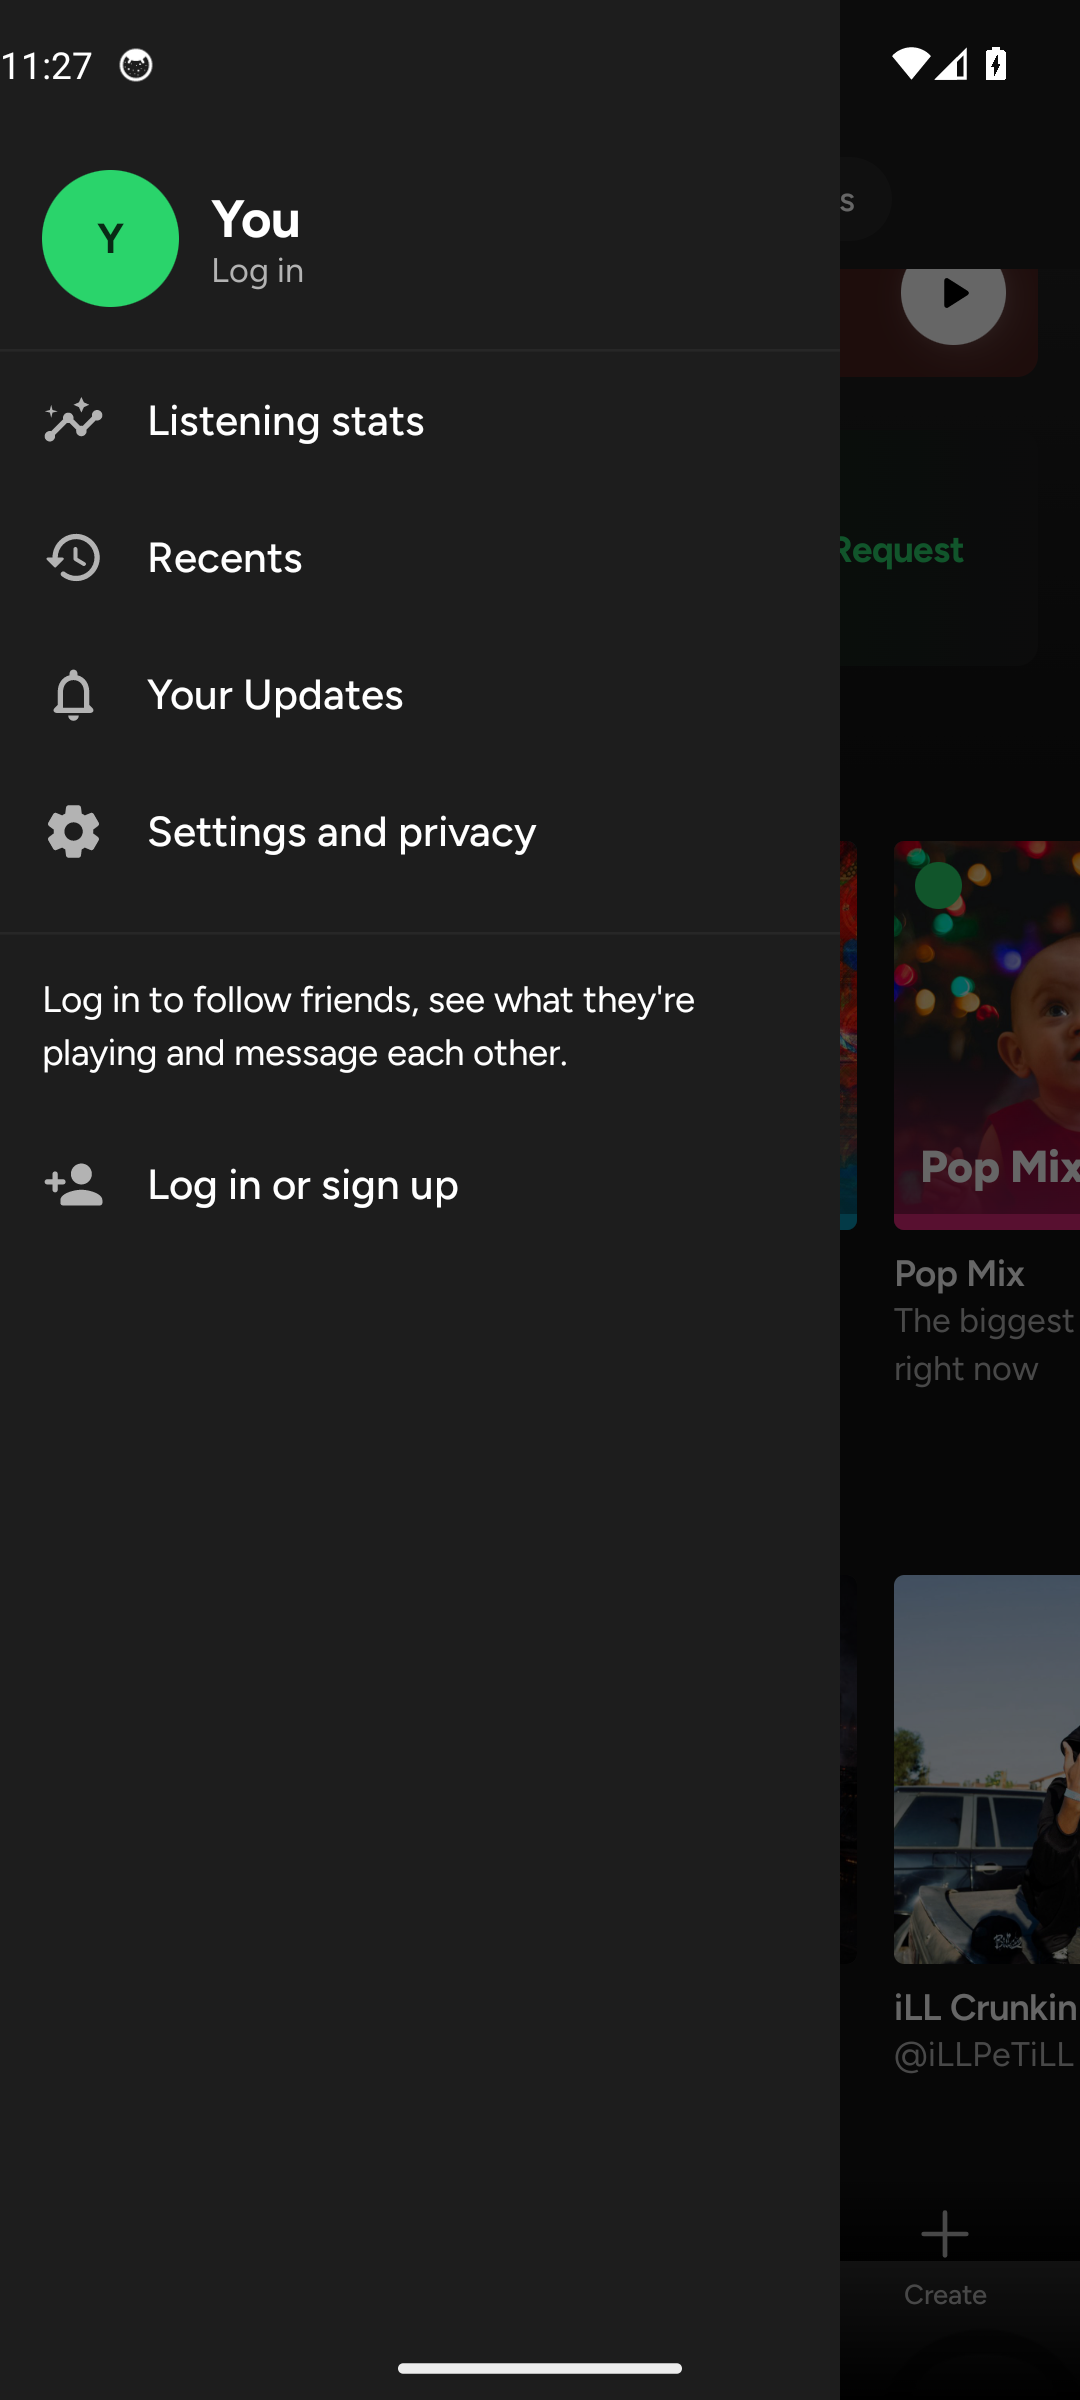 11:27
Y
You
Log in
s
Listening stats
Recents
Request
Your Updates
Settings and privacy
Log in to follow friends, see what they're
playing and message each other.
Log in or sign up
Pop Mix
Pop Mix
The biggest
right now
iLL Crunkin
@iLLPeTiLL
Create